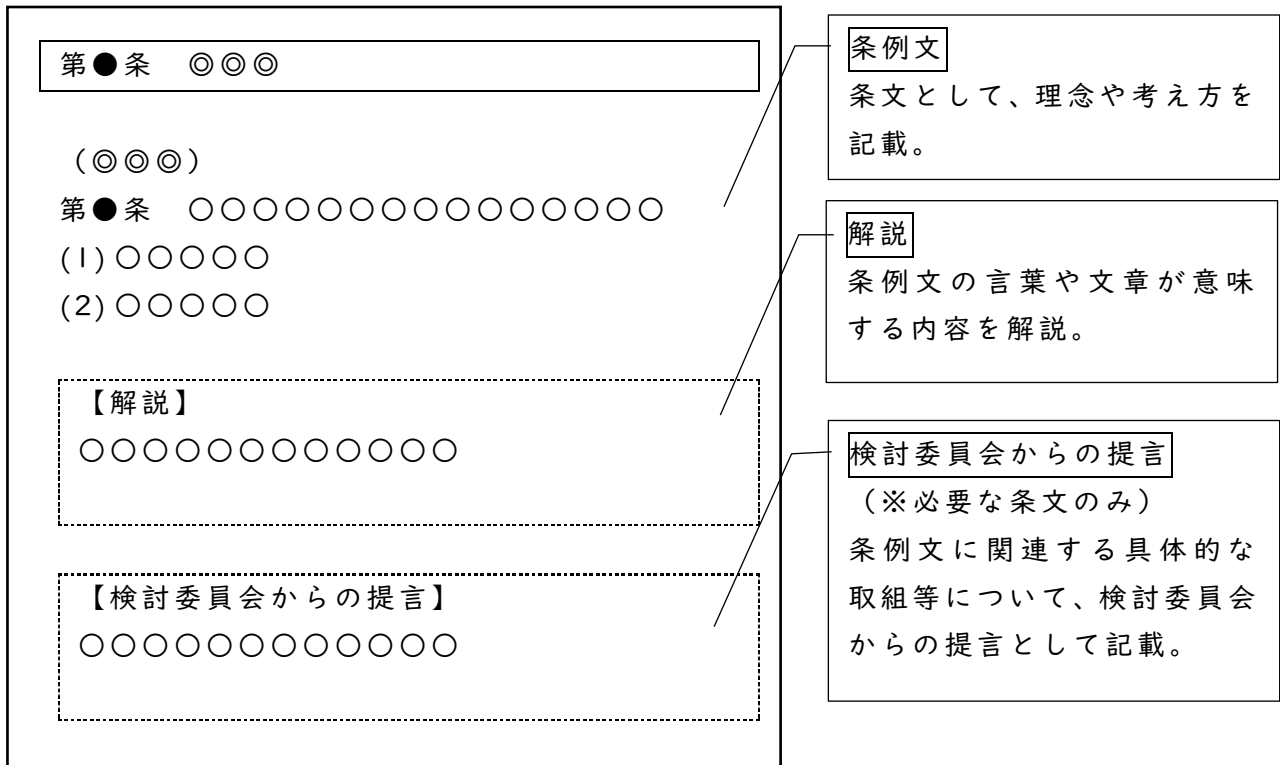 第●条　◎◎◎
（◎◎◎）
第●条　○○○○○○○○○○○○○○○
(1)○○○○○
(2)○○○○○
【解説】
○○○○○○○○○○○○
【検討委員会からの提言】
○○○○○○○○○○○○
条例文
条文として、理念や考え方を
記載。
解説
条例文の言葉や文章が意味
する内容を解説。
検討委員会からの提言
（※必要な条文のみ）
条例文に関連する具体的な
取組等について、検討委員会
からの提言として記載。